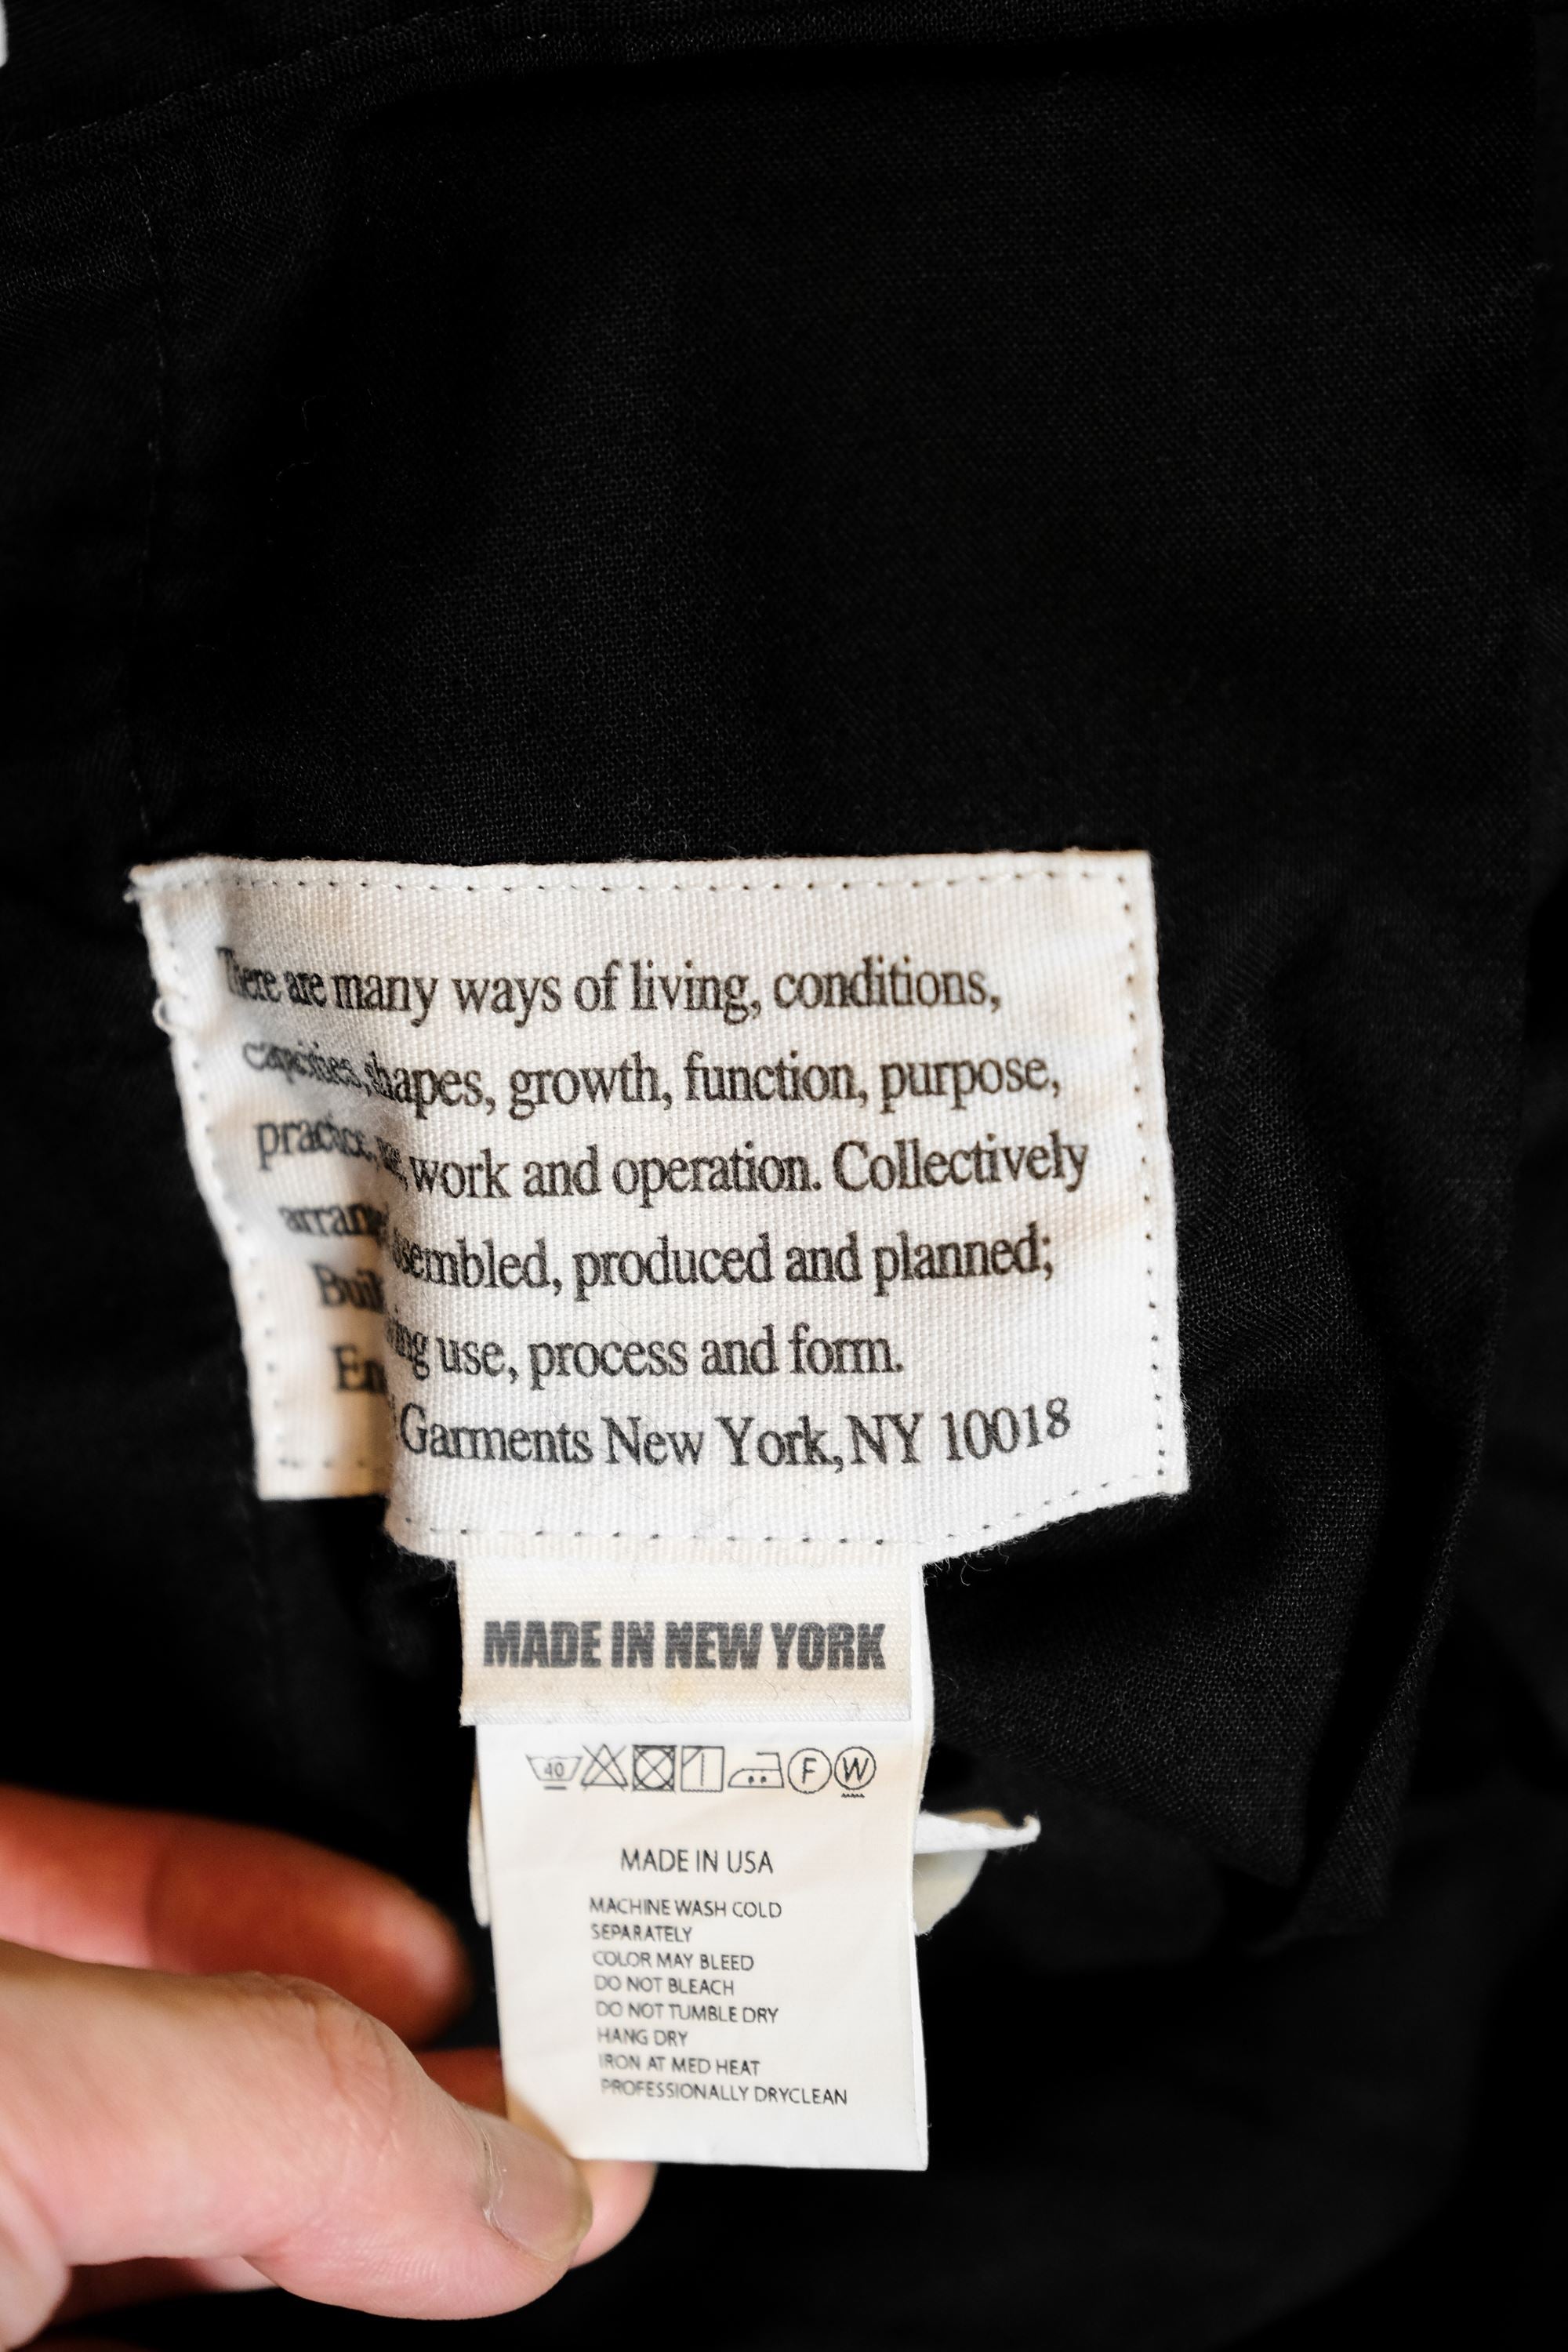 There are many ways of living, conditions,
shapes, growth, function, purpose,
practice, work and operation. Collectively
produced and planned;
use, process and form.
Garments New York, NY 10018
MADE IN NEW YORK
40 F W
MADE IN USA
MACHINE WASH COLD
SEPARATELY
COLOR MAY BLEED
DO NOT BLEACH
DO NOT TUMBLE DRY
HANG DRY
IRON AT MED HEAT
PROFESSIONALLY DRYCLEAN